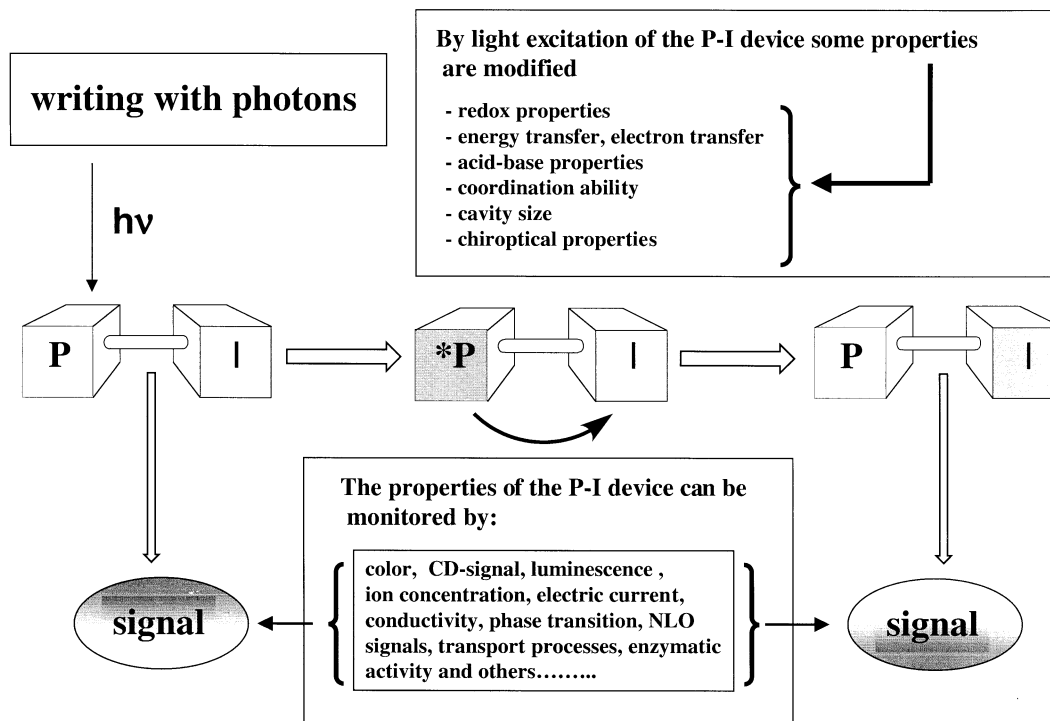 By light excitation of the P-I device some properties
are modified
writing with photons
- redox properties
- energy transfer, electron transfer
- acid-base properties
- coordination ability
- cavity size
- chiroptical properties
hν
P
I
*P
I
P
I
The properties of the P-I device can be
monitored by:
color, CD-signal, luminescence ,
ion concentration, electric current,
conductivity, phase transition, NLO
signals, transport processes, enzymatic
activity and others……...
signal
signal